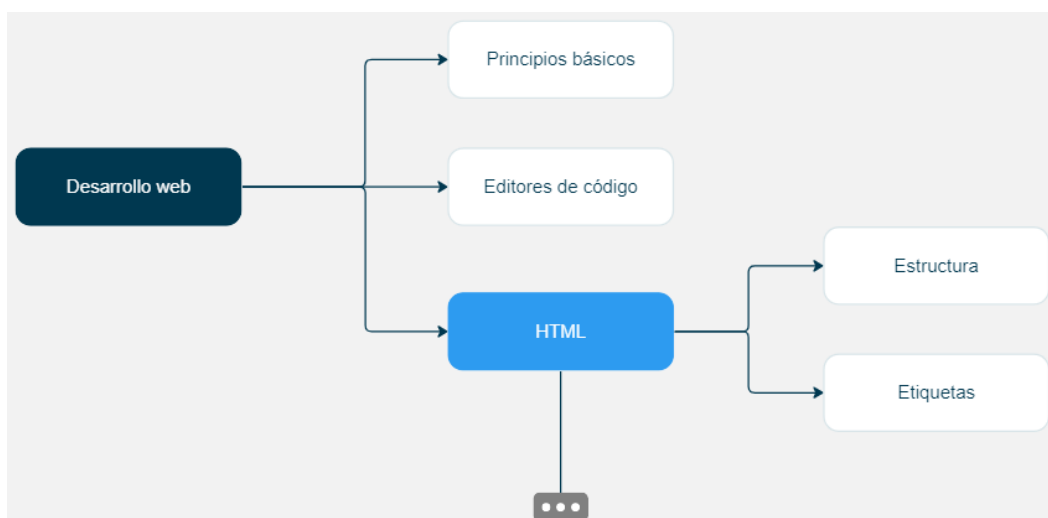 Principios básicos
Desarrollo web
Editores de código
Estructura
HTML
Etiquetas